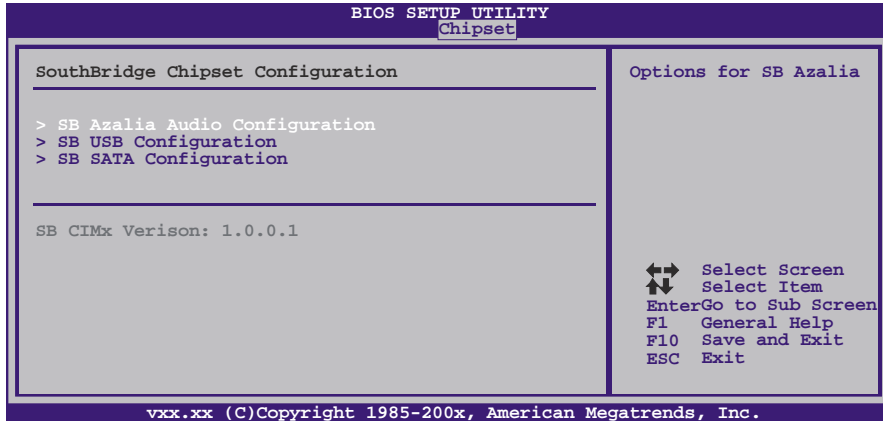 BIOS SETUP UTILITY
Chipset
SouthBridge Chipset Configuration
> SB Azalia Audio Configuration
> SB USB Configuration
> SB SATA Configuration
SB CIMx Verison: 1.0.0.1
Options for SB Azalia
Select Screen
Select Item
EnterGo to Sub Screen
F1 General Help
F10 Save and Exit
ESC Exit
vxx.xx (C)Copyright 1985-200x, American Megatrends, Inc.